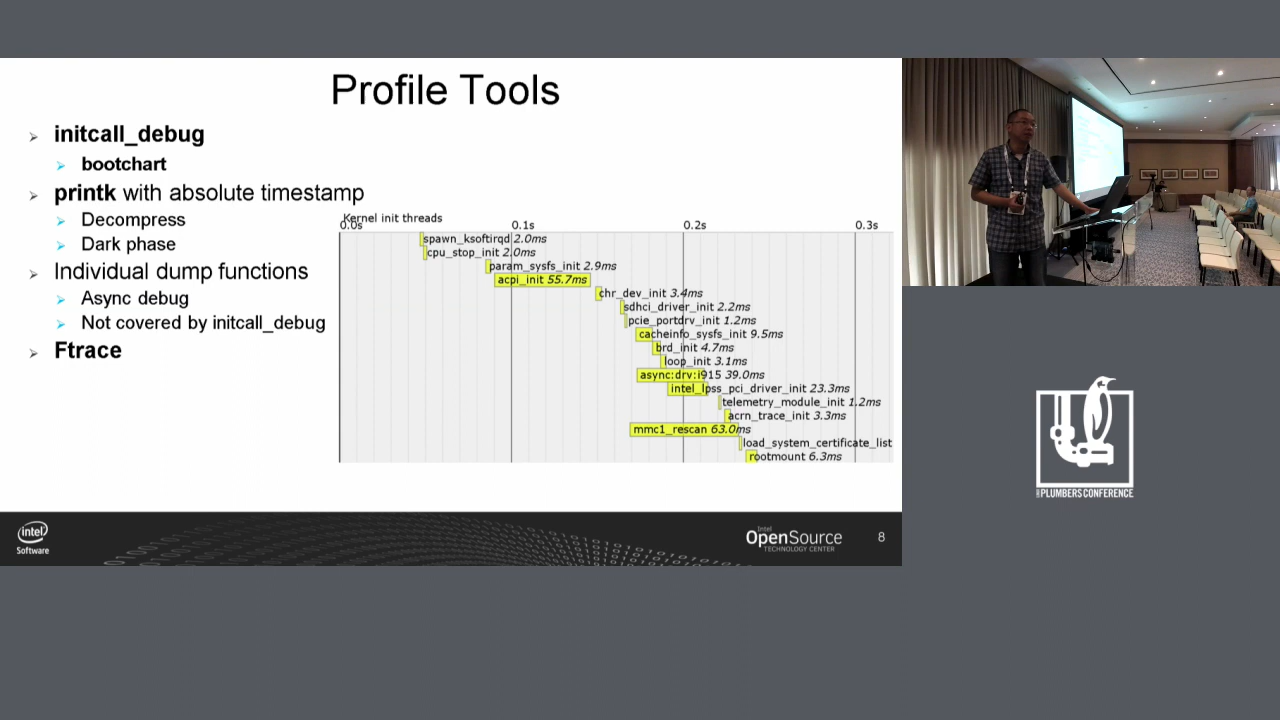 Profile Tools
initcall_debug
bootchart
printk with absolute timestamp
Decompress
Dark phase
Individual dump functions
Async debug
Not covered by initcall_debug
Ftrace
Kernel init threads
0.0s 0.1s 0.2s 0.3s
spawn_ksoftirqd 2.0ms
cpu_stop_init 2.0ms
param_sysfs_init 2.9ms
acpi_init 55.7ms
chr_dev_init 3.4ms
sdhci_driver_init 2.2ms
pcie_portdrv_init 1.2ms
cacheinfo_sysfs_init 9.5ms
brd_init 4.7ms
loop_init 3.1ms
async:drv:i915 39.0ms
intel_lpss_pci_driver_init 23.3ms
telemetry_module_init 1.2ms
acrn_trace_init 3.3ms
mmc1_rescan 63.0ms
load_system_certificate_list
rootmount 6.3ms
intel
Software
Intel
OpenSource
TECHNOLOGY CENTER
8
PLUMBERS CONFERENCE